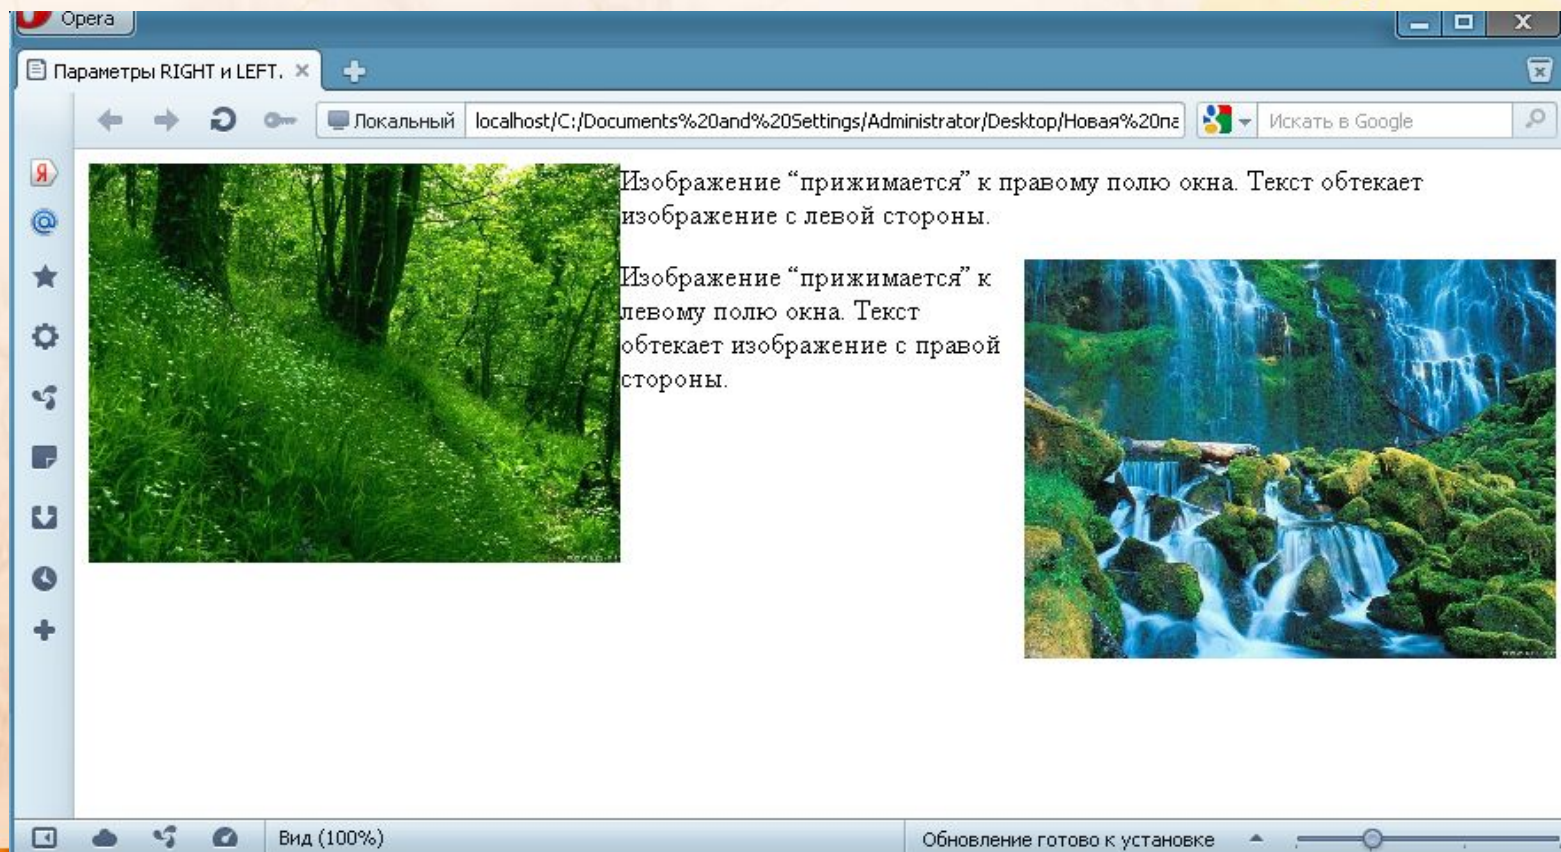 Opera
Параметры RIGHT и LEFT.
Локальный localhost/C:/Documents%20and%20Settings/Administrator/Desktop/Новая%20па Искать в Google
Я
Изображение “прижимается” к правому полю окна. Текст обтекает
изображение с левой стороны.
Изображение “прижимается” к
левому полю окна. Текст
обтекает изображение с правой
стороны.
Вид (100%) Обновление готово к установке